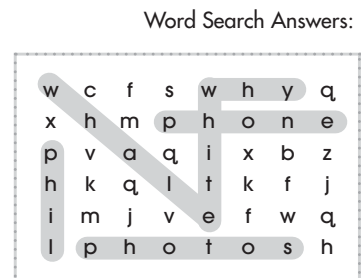 Word Search Answers:
w c f s w h y q
x h m p h o n e
p v a q i x b z
h k q l t k f j
i m j v e f w q
l p h o t o s h